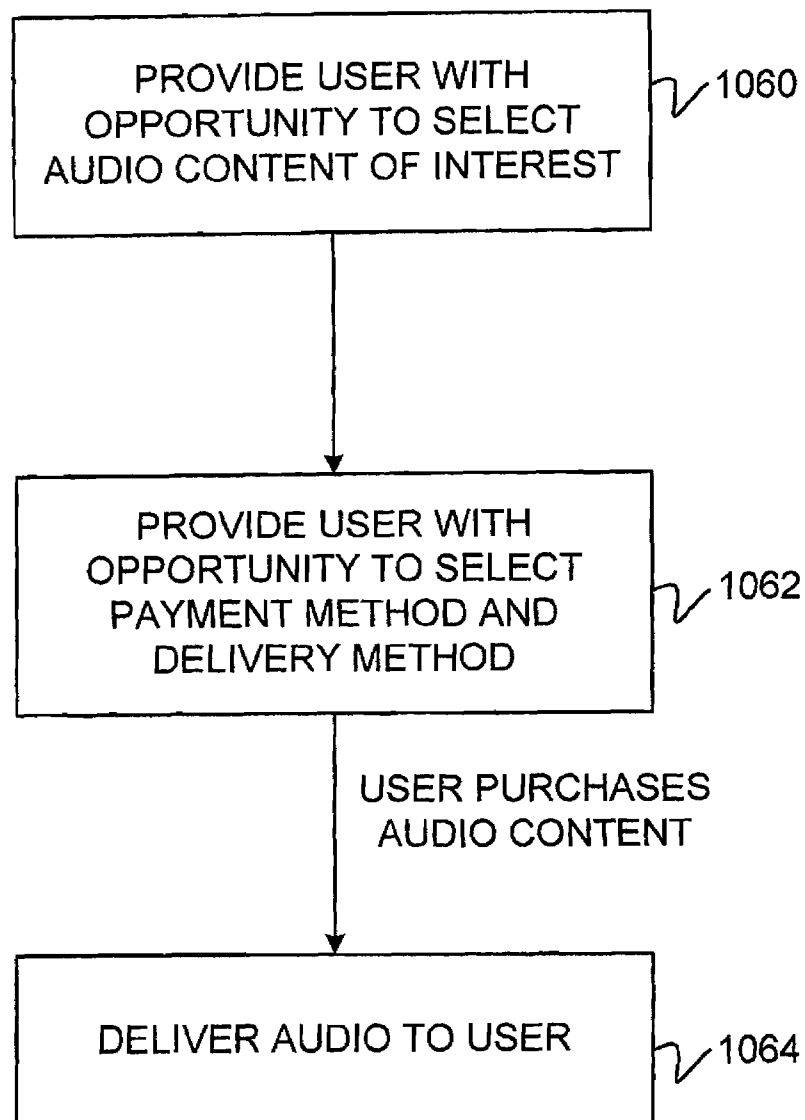 PROVIDE USER WITH
OPPORTUNITY TO SELECT
AUDIO CONTENT OF INTEREST
1060
PROVIDE USER WITH
OPPORTUNITY TO SELECT
PAYMENT METHOD AND
DELIVERY METHOD
1062
USER PURCHASES
AUDIO CONTENT
DELIVER AUDIO TO USER
1064